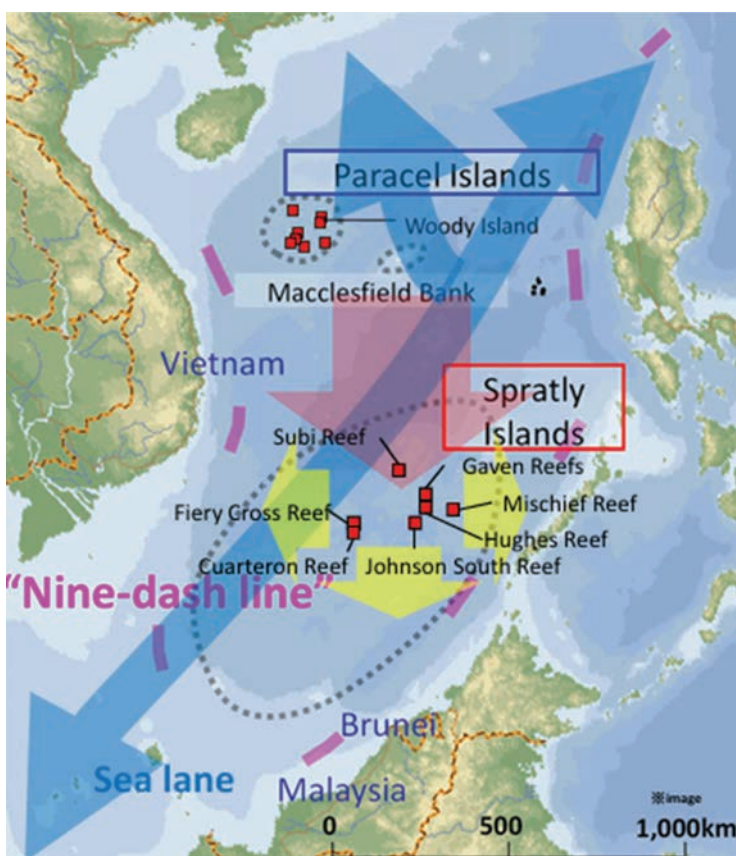 Paracel Islands
Woody Island
Macclesfield Bank
Vietnam
Spratly
Islands
Subi Reef
Gaven Reefs
Mischief Reef
Fiery Cross Reef
Hughes Reef
Cuarteron Reef
Johnson South Reef
“Nine-dash line”
Brunei
Sea lane
Malaysia
※image
0
500
1,000km